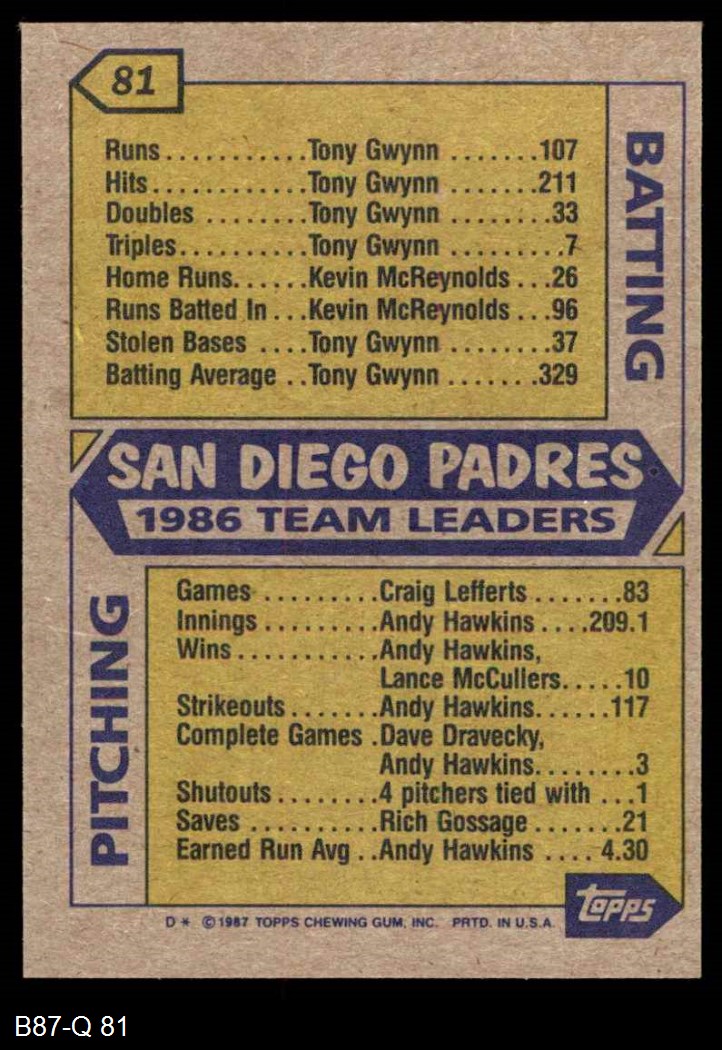 81
BATTING
Runs...........Tony Gwynn.......107
Hits............Tony Gwynn.......211
Doubles ........Tony Gwynn........33
Triples..........Tony Gwynn.........7
Home Runs......Kevin McReynolds...26
Runs Batted In...Kevin McReynolds...96
Stolen Bases ....Tony Gwynn........37
Batting Average ..Tony Gwynn.......329
SAN DIEGO PADRES
1986 TEAM LEADERS
PITCHING
Games .........Craig Lefferts.......83
Innings.........Andy Hawkins....209.1
Wins...........Andy Hawkins,
Lance McCullers.....10
Strikeouts.......Andy Hawkins......117
Complete Games .Dave Dravecky,
Andy Hawkins........3
Shutouts........4 pitchers tied with ...1
Saves ..........Rich Gossage.......21
Earned Run Avg ..Andy Hawkins .... 4.30
topps
D * © 1987 TOPPS CHEWING GUM, INC. PRTD. IN U.S.A.
B87-Q 81